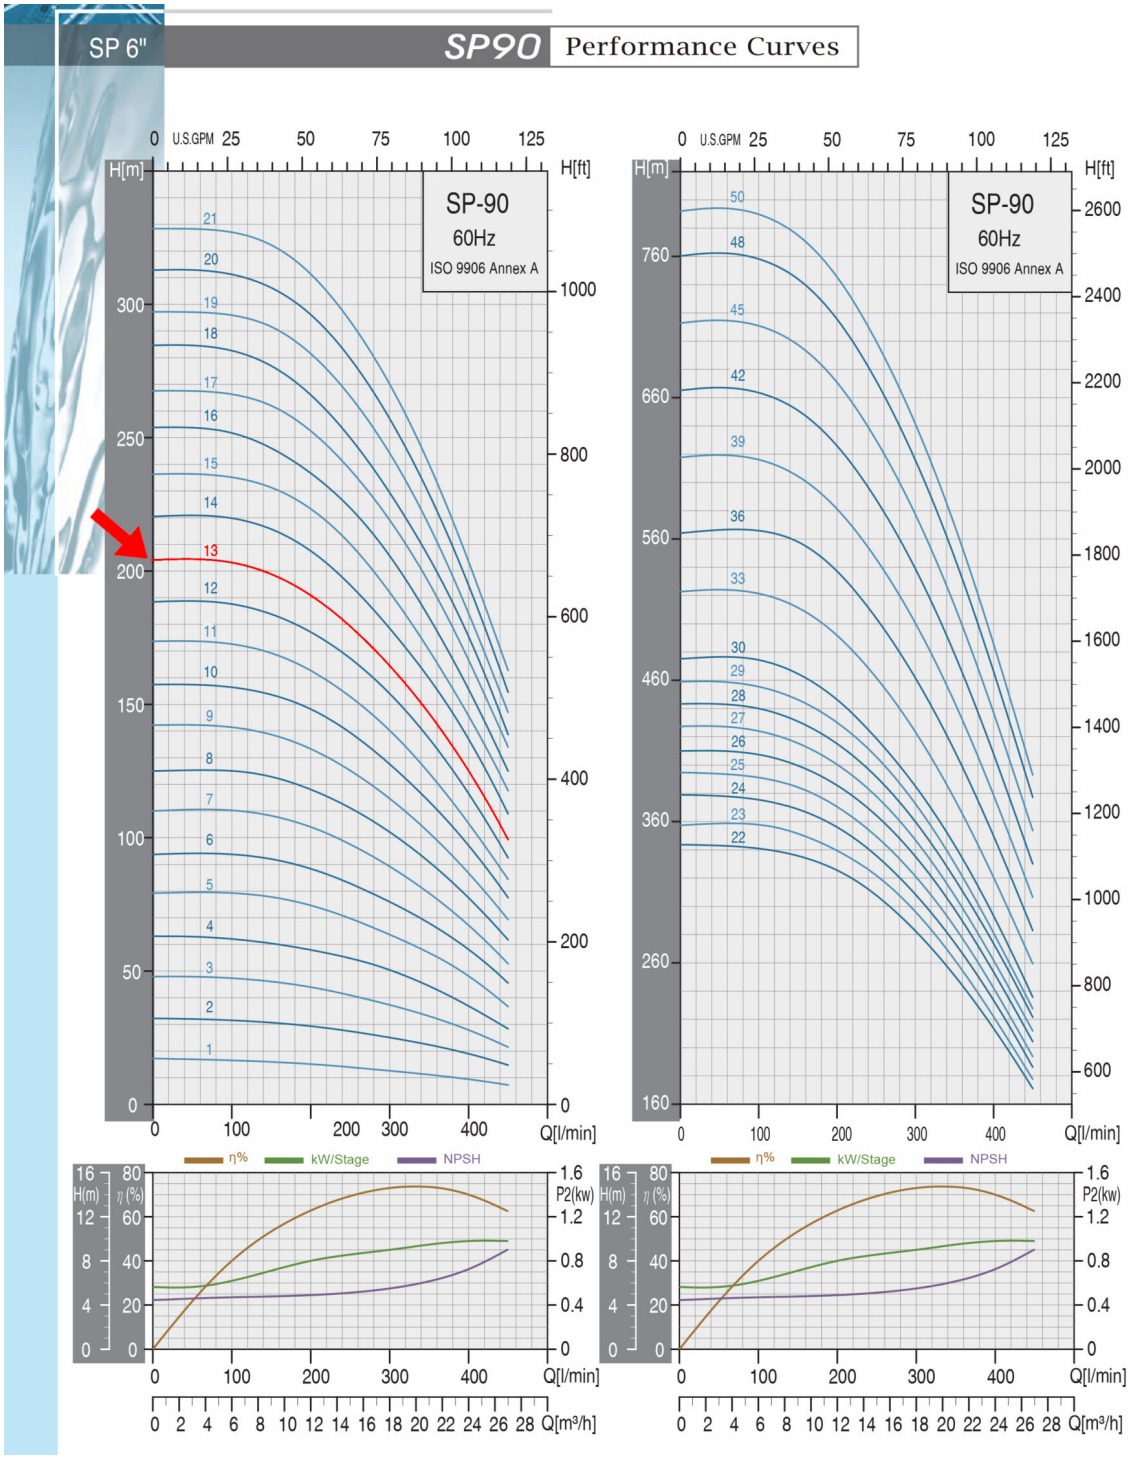 SP 6"
SP90 Performance Curves
0 U.S.GPM 25 50 75 100 125
H[m] H[ft]
SP-90
60Hz
ISO 9906 Annex A
21
20
19
18
17
16
15
14
13
12
11
10
9
8
7
6
5
4
3
2
1
300
250
200
150
100
50
0
1000
800
600
400
200
0
0 100 200 300 400 Q[l/min]
0 U.S.GPM 25 50 75 100 125
H[m] H[ft]
SP-90
60Hz
ISO 9906 Annex A
50
48
45
42
39
36
33
30
29
28
27
26
25
24
23
22
760
660
560
460
360
260
160
2600
2400
2200
2000
1800
1600
1400
1200
1000
800
600
0 100 200 300 400 Q[l/min]
η% kW/Stage NPSH
16 80 1.6
H(m) η(%) P2(kw)
12 60 1.2
8 40 0.8
4 20 0.4
0 0 0
100 200 300 400 Q[l/min]
0 2 4 6 8 10 12 14 16 18 20 22 24 26 28 Q[m³/h]
η% kW/Stage NPSH
16 80 1.6
H(m) η(%) P2(kw)
12 60 1.2
8 40 0.8
4 20 0.4
0 0 0
100 200 300 400 Q[l/min]
0 2 4 6 8 10 12 14 16 18 20 22 24 26 28 Q[m³/h]